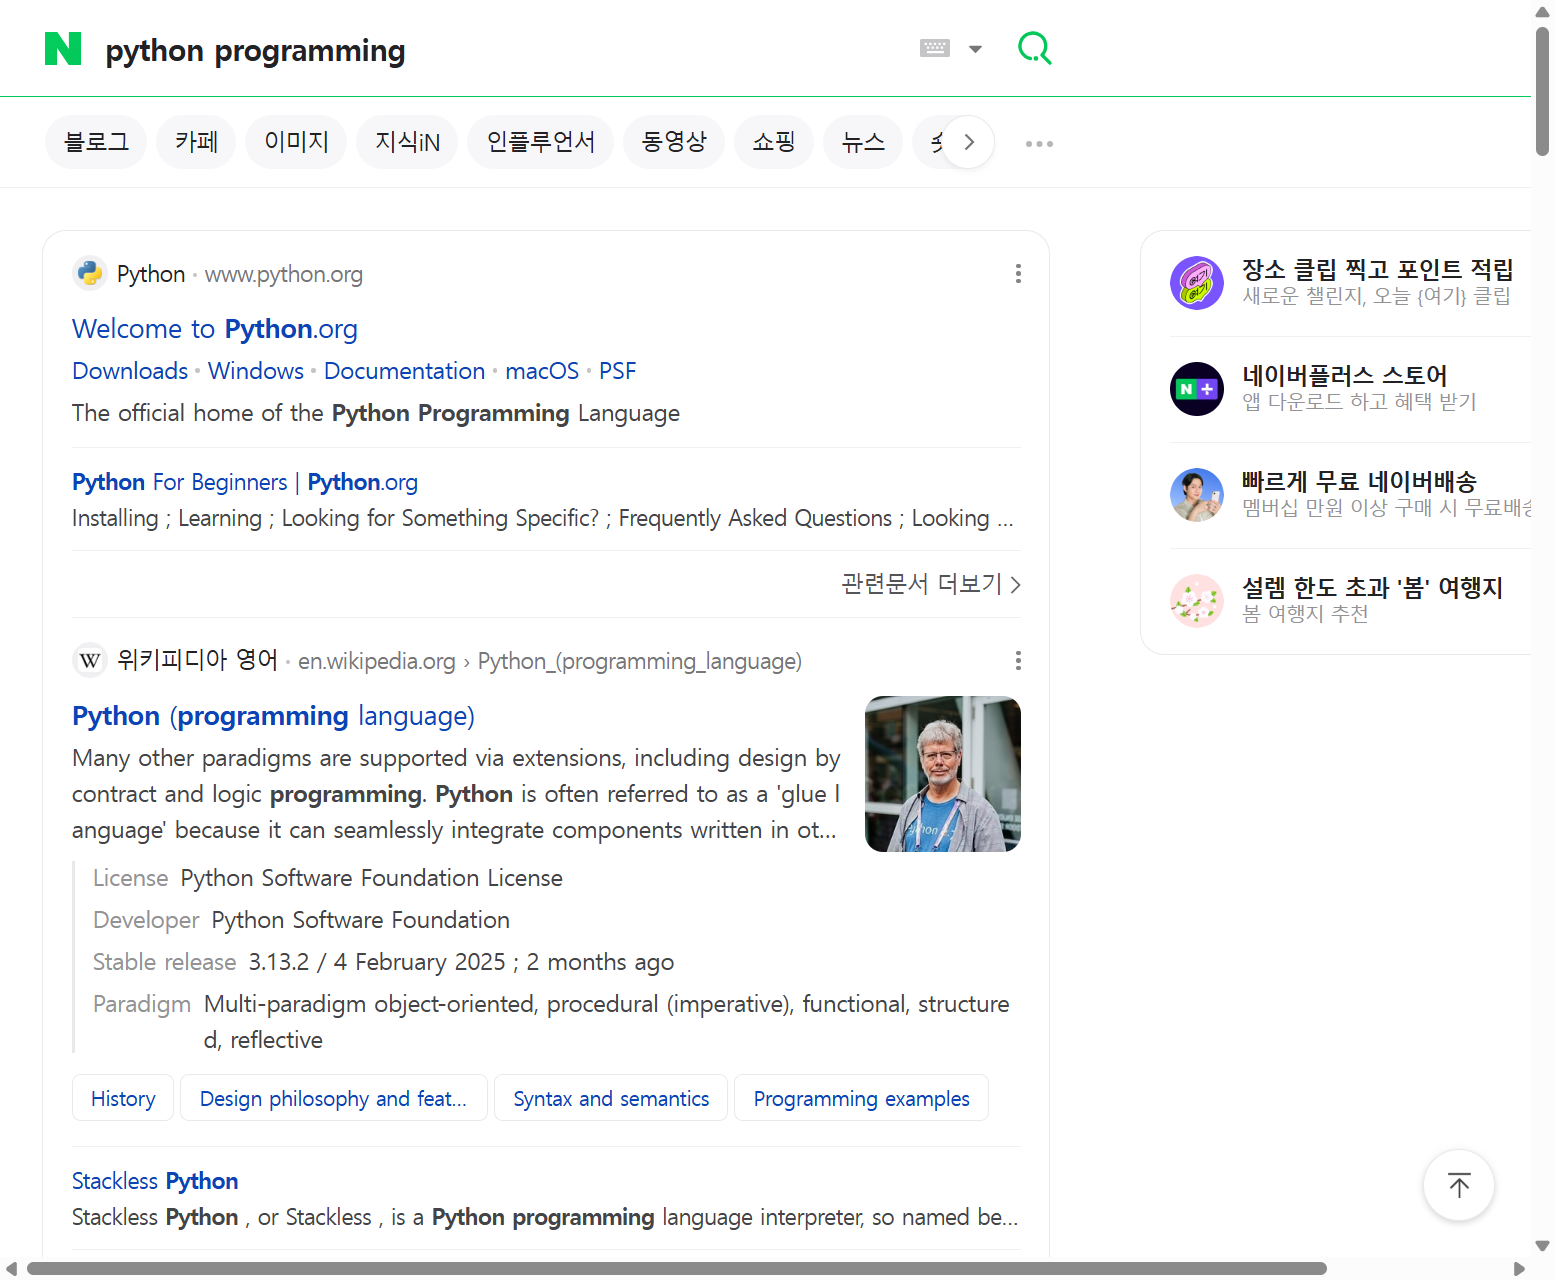 python programming
블로그 카페 이미지 지식iN 인플루언서 동영상 쇼핑 뉴스
Python · www.python.org
Welcome to Python.org
Downloads · Windows · Documentation · macOS · PSF
The official home of the Python Programming Language
Python For Beginners | Python.org
Installing ; Learning ; Looking for Something Specific? ; Frequently Asked Questions ; Looking ...
관련문서 더보기
위키피디아 영어 · en.wikipedia.org › Python_(programming_language)
Python (programming language)
Many other paradigms are supported via extensions, including design by
contract and logic programming. Python is often referred to as a 'glue l
anguage' because it can seamlessly integrate components written in ot...
License Python Software Foundation License
Developer Python Software Foundation
Stable release 3.13.2 / 4 February 2025 ; 2 months ago
Paradigm Multi-paradigm object-oriented, procedural (imperative), functional, structure
d, reflective
History Design philosophy and feat... Syntax and semantics Programming examples
Stackless Python
Stackless Python , or Stackless , is a Python programming language interpreter, so named be...
장소 클립 찍고 포인트 적립
새로운 챌린지, 오늘 {여기} 클립
네이버플러스 스토어
앱 다운로드 하고 혜택 받기
빠르게 무료 네이버배송
멤버십 만원 이상 구매 시 무료배송
설렘 한도 초과 '봄' 여행지
봄 여행지 추천